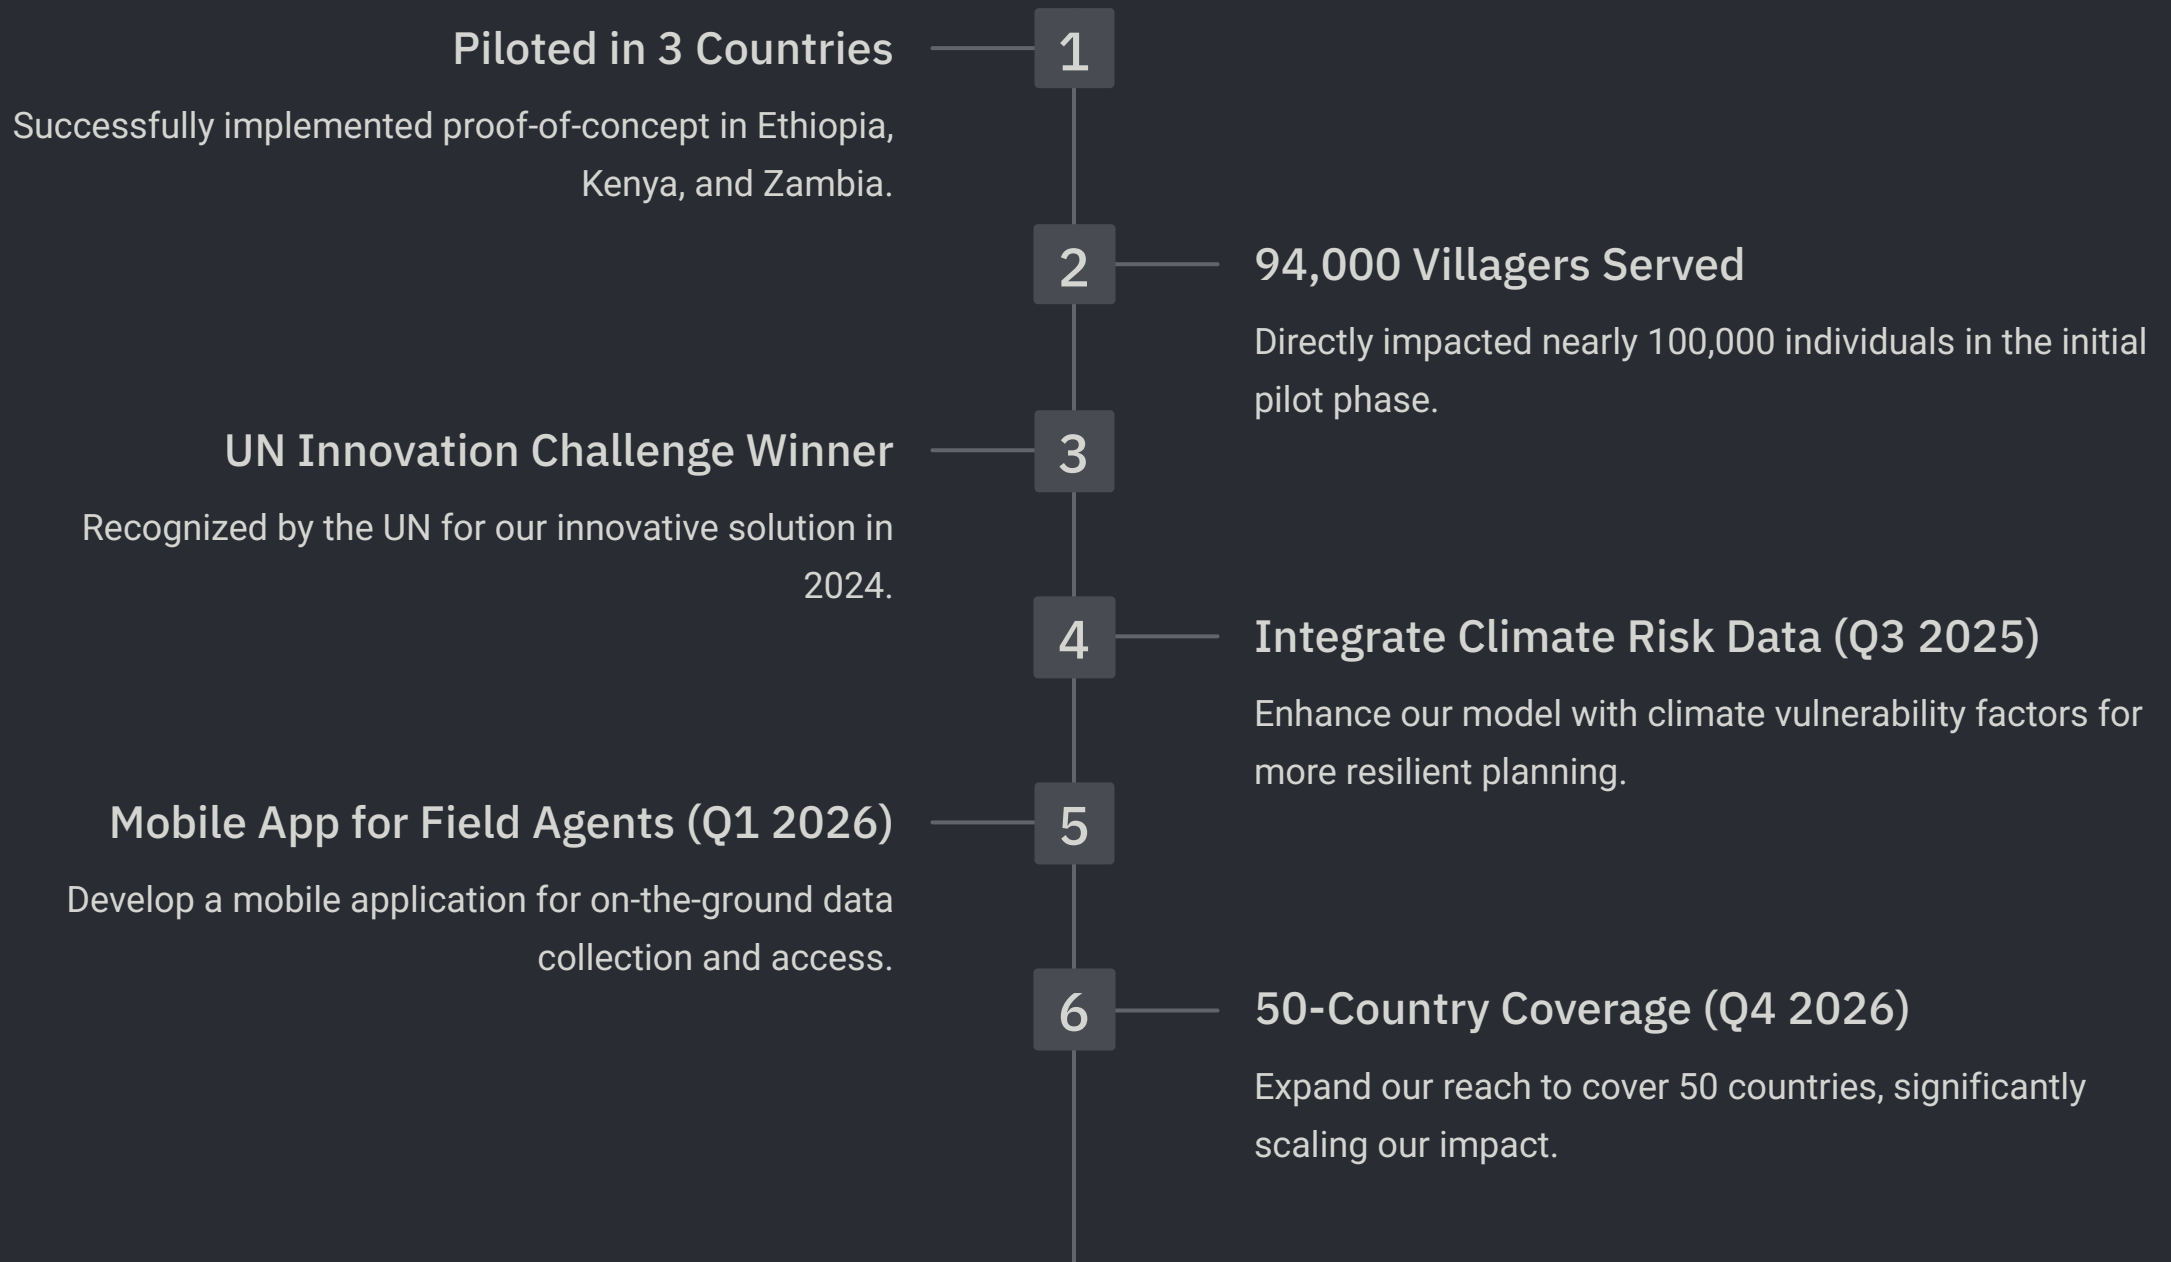 Piloted in 3 Countries
1
Successfully implemented proof-of-concept in Ethiopia,
Kenya, and Zambia.
2
94,000 Villagers Served
Directly impacted nearly 100,000 individuals in the initial
pilot phase.
UN Innovation Challenge Winner
3
Recognized by the UN for our innovative solution in
2024.
4
Integrate Climate Risk Data (Q3 2025)
Enhance our model with climate vulnerability factors for
more resilient planning.
Mobile App for Field Agents (Q1 2026)
5
Develop a mobile application for on-the-ground data
collection and access.
6
50-Country Coverage (Q4 2026)
Expand our reach to cover 50 countries, significantly
scaling our impact.